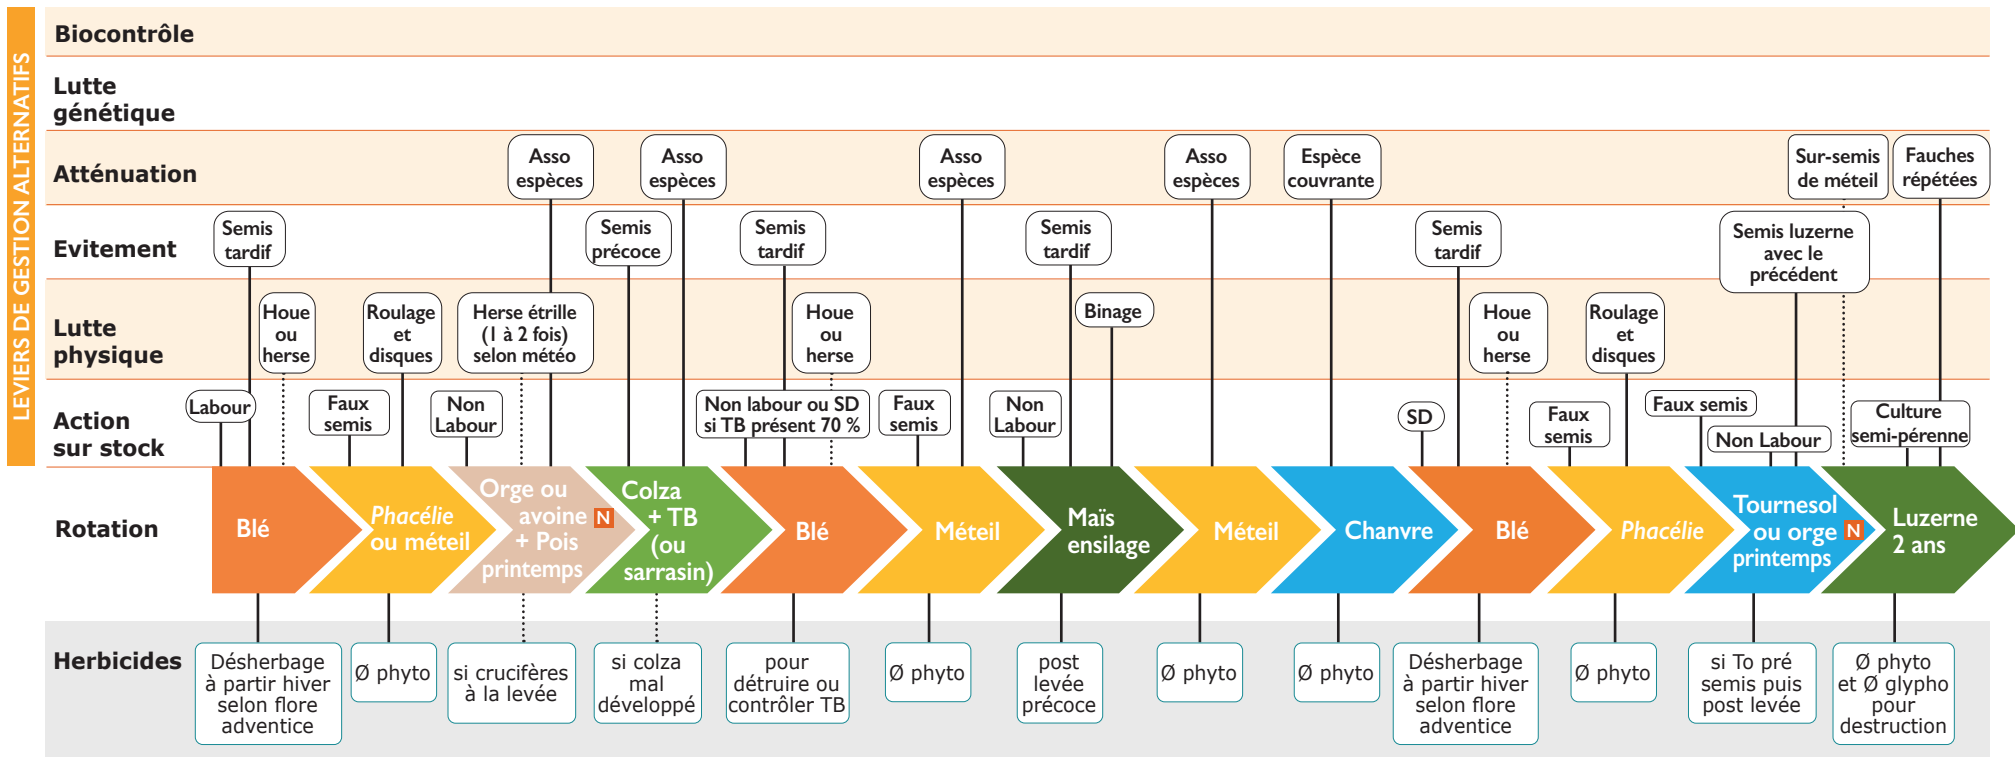 LEVIERS DE GESTION ALTERNATIFS
Biocontrôle
Lutte
génétique
Atténuation
Asso
espèces
Asso
espèces
Asso
espèces
Asso
espèces
Espèce
couvrante
Sur-semis
de méteil
Fauches
répétées
Evitement
Semis
tardif
Semis
précoce
Semis
tardif
Semis
tardif
Semis
tardif
Semis luzerne
avec le
précédent
Lutte
physique
Houe
ou
herse
Roulage
et
disques
Herse étrille
(1 à 2 fois)
selon météo
Houe
ou
herse
Binage
Houe
ou
herse
Roulage
et
disques
Action
sur stock
Labour
Faux
semis
Non
Labour
Non labour ou SD
si TB présent 70 %
Faux
semis
Non
Labour
SD
Faux
semis
Faux semis
Non Labour
Culture
semi-pérenne
Rotation
Blé
Phacélie
ou méteil
Orge ou
avoine N
+ Pois
printemps
Colza
+ TB
(ou
sarrasin)
Blé
Méteil
Maïs
ensilage
Méteil
Chanvre
Blé
Phacélie
Tournesol
ou orge N
printemps
Luzerne
2 ans
Herbicides
Désherbage
à partir hiver
selon flore
adventice
Ø phyto
si crucifères
à la levée
si colza
mal
développé
pour
détruire ou
contrôler TB
Ø phyto
post
levée
précoce
Ø phyto
Ø phyto
Désherbage
à partir hiver
selon flore
adventice
Ø phyto
si To pré
semis puis
post levée
Ø phyto
et Ø glypho
pour
destruction